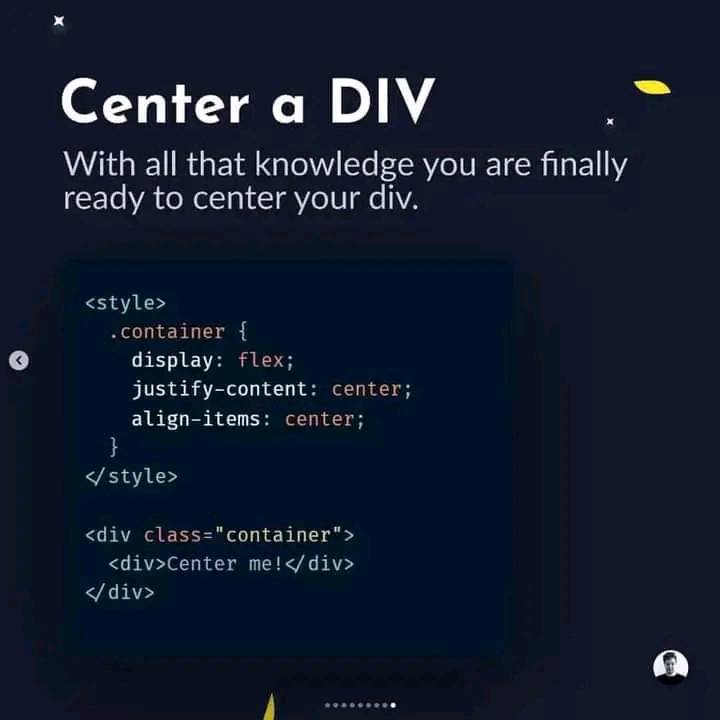 Center a DIV
With all that knowledge you are finally
ready to center your div.
<style>
  .container {
    display: flex;
    justify-content: center;
    align-items: center;
  }
</style>

<div class="container">
  <div>Center me!</div>
</div>